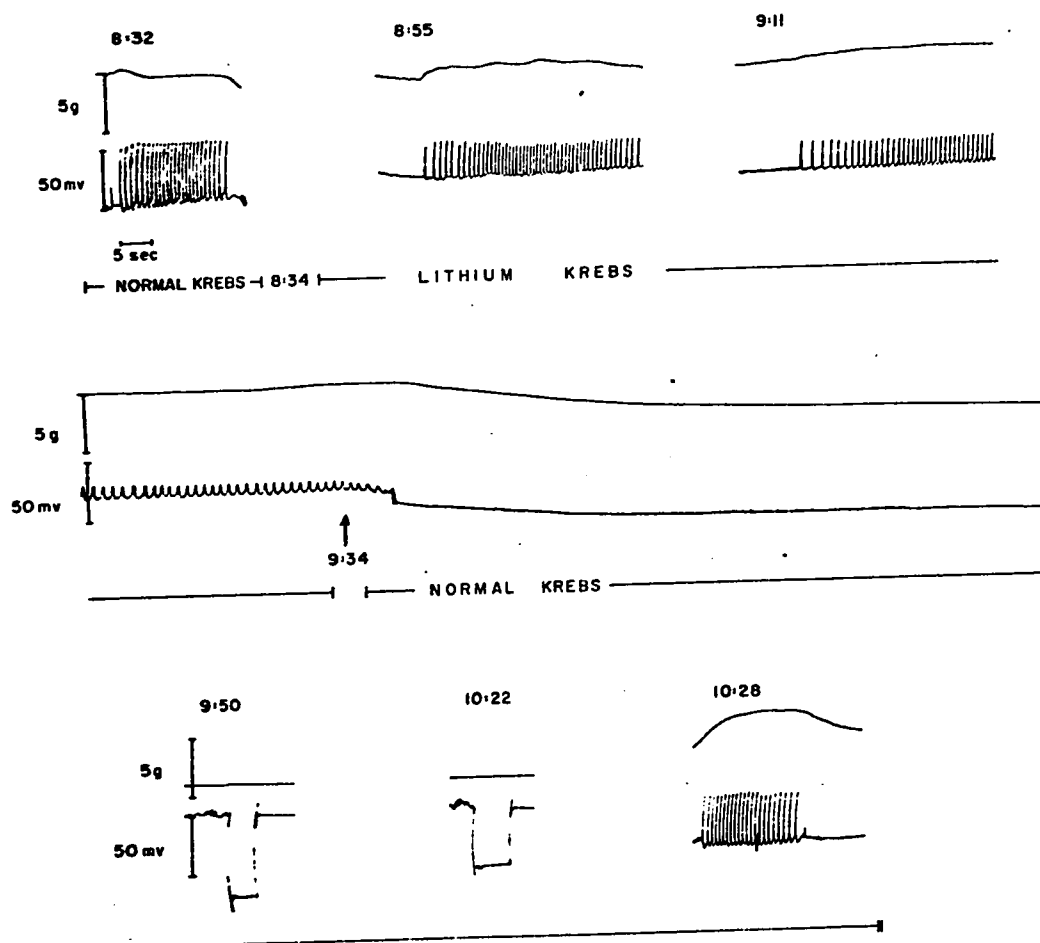 8:32 8:55 9:11
5g
50mv
5 sec
NORMAL KREBS 8:34 LITHIUM KREBS
5g
50mv
9:34
NORMAL KREBS
9:50 10:22 10:28
5g
50mv